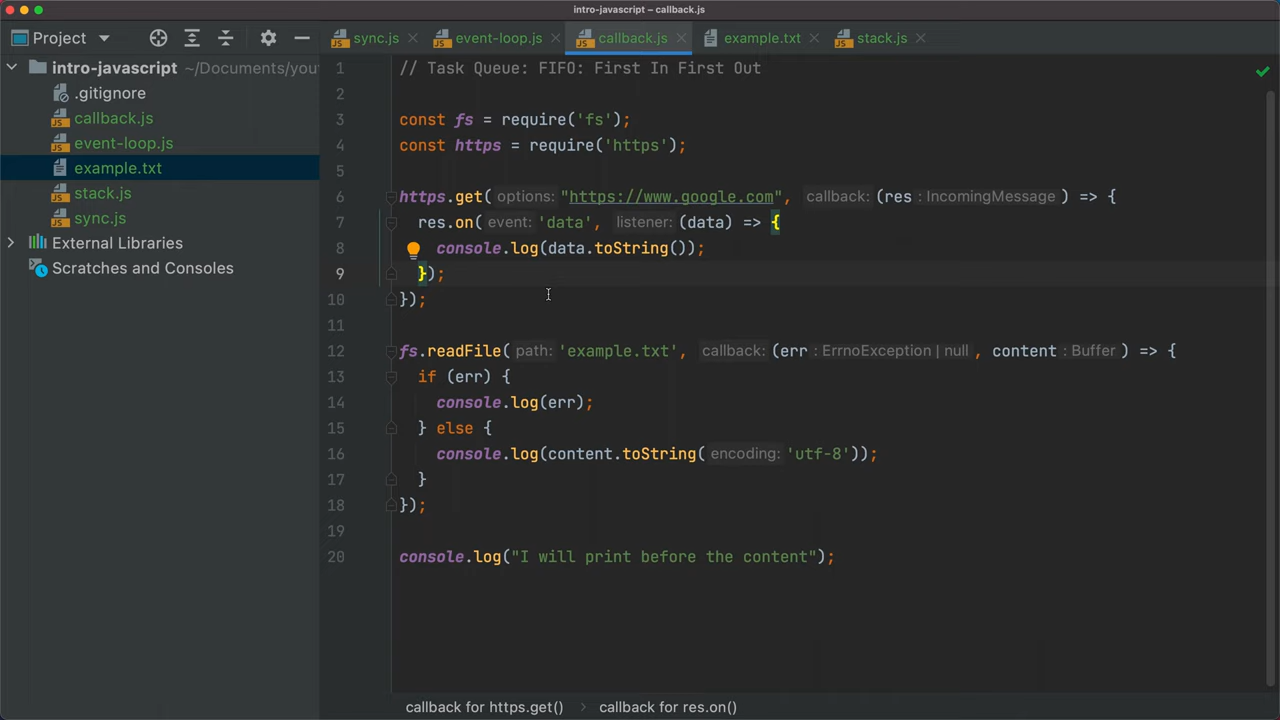 intro-javascript – callback.js
Project
sync.js
event-loop.js
callback.js
example.txt
stack.js
intro-javascript ~/Documents/you
.gitignore
callback.js
event-loop.js
example.txt
stack.js
sync.js
External Libraries
Scratches and Consoles
1 // Task Queue: FIFO: First In First Out
2
3 const fs = require('fs');
4 const https = require('https');
5
6 https.get( options: "https://www.google.com", callback: (res : IncomingMessage ) => {
7 res.on( event: 'data', listener: (data) => {
8 console.log(data.toString());
9 });
10 });
11
12 fs.readFile( path: 'example.txt', callback: (err : ErrnoException | null , content : Buffer ) => {
13 if (err) {
14 console.log(err);
15 } else {
16 console.log(content.toString( encoding: 'utf-8'));
17 }
18 });
19
20 console.log("I will print before the content");
callback for https.get() › callback for res.on()